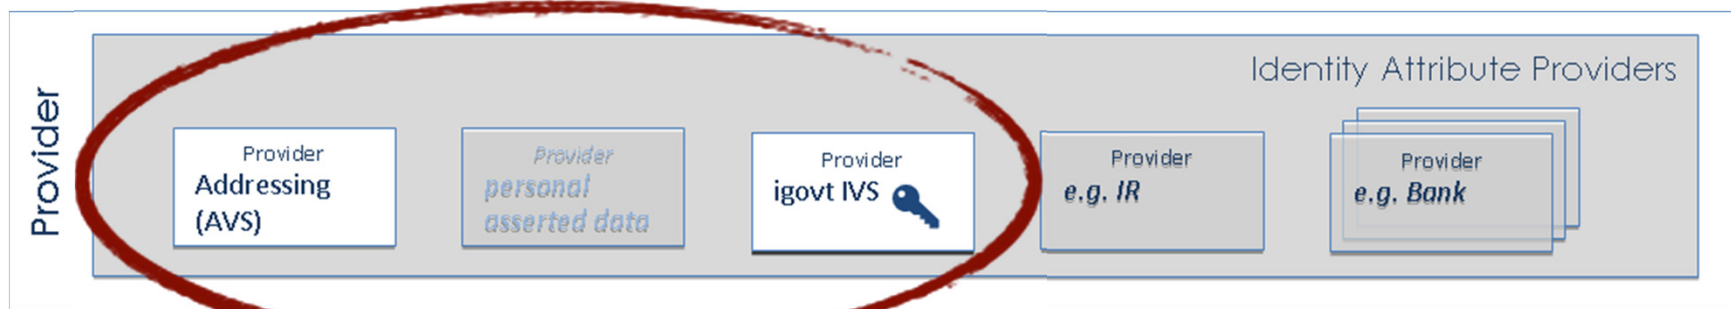 Provider
Identity Attribute Providers
Provider
Addressing
(AVS)
Provider
personal
asserted data
Provider
igovt IVS
Provider
e.g. IR
Provider
e.g. Bank